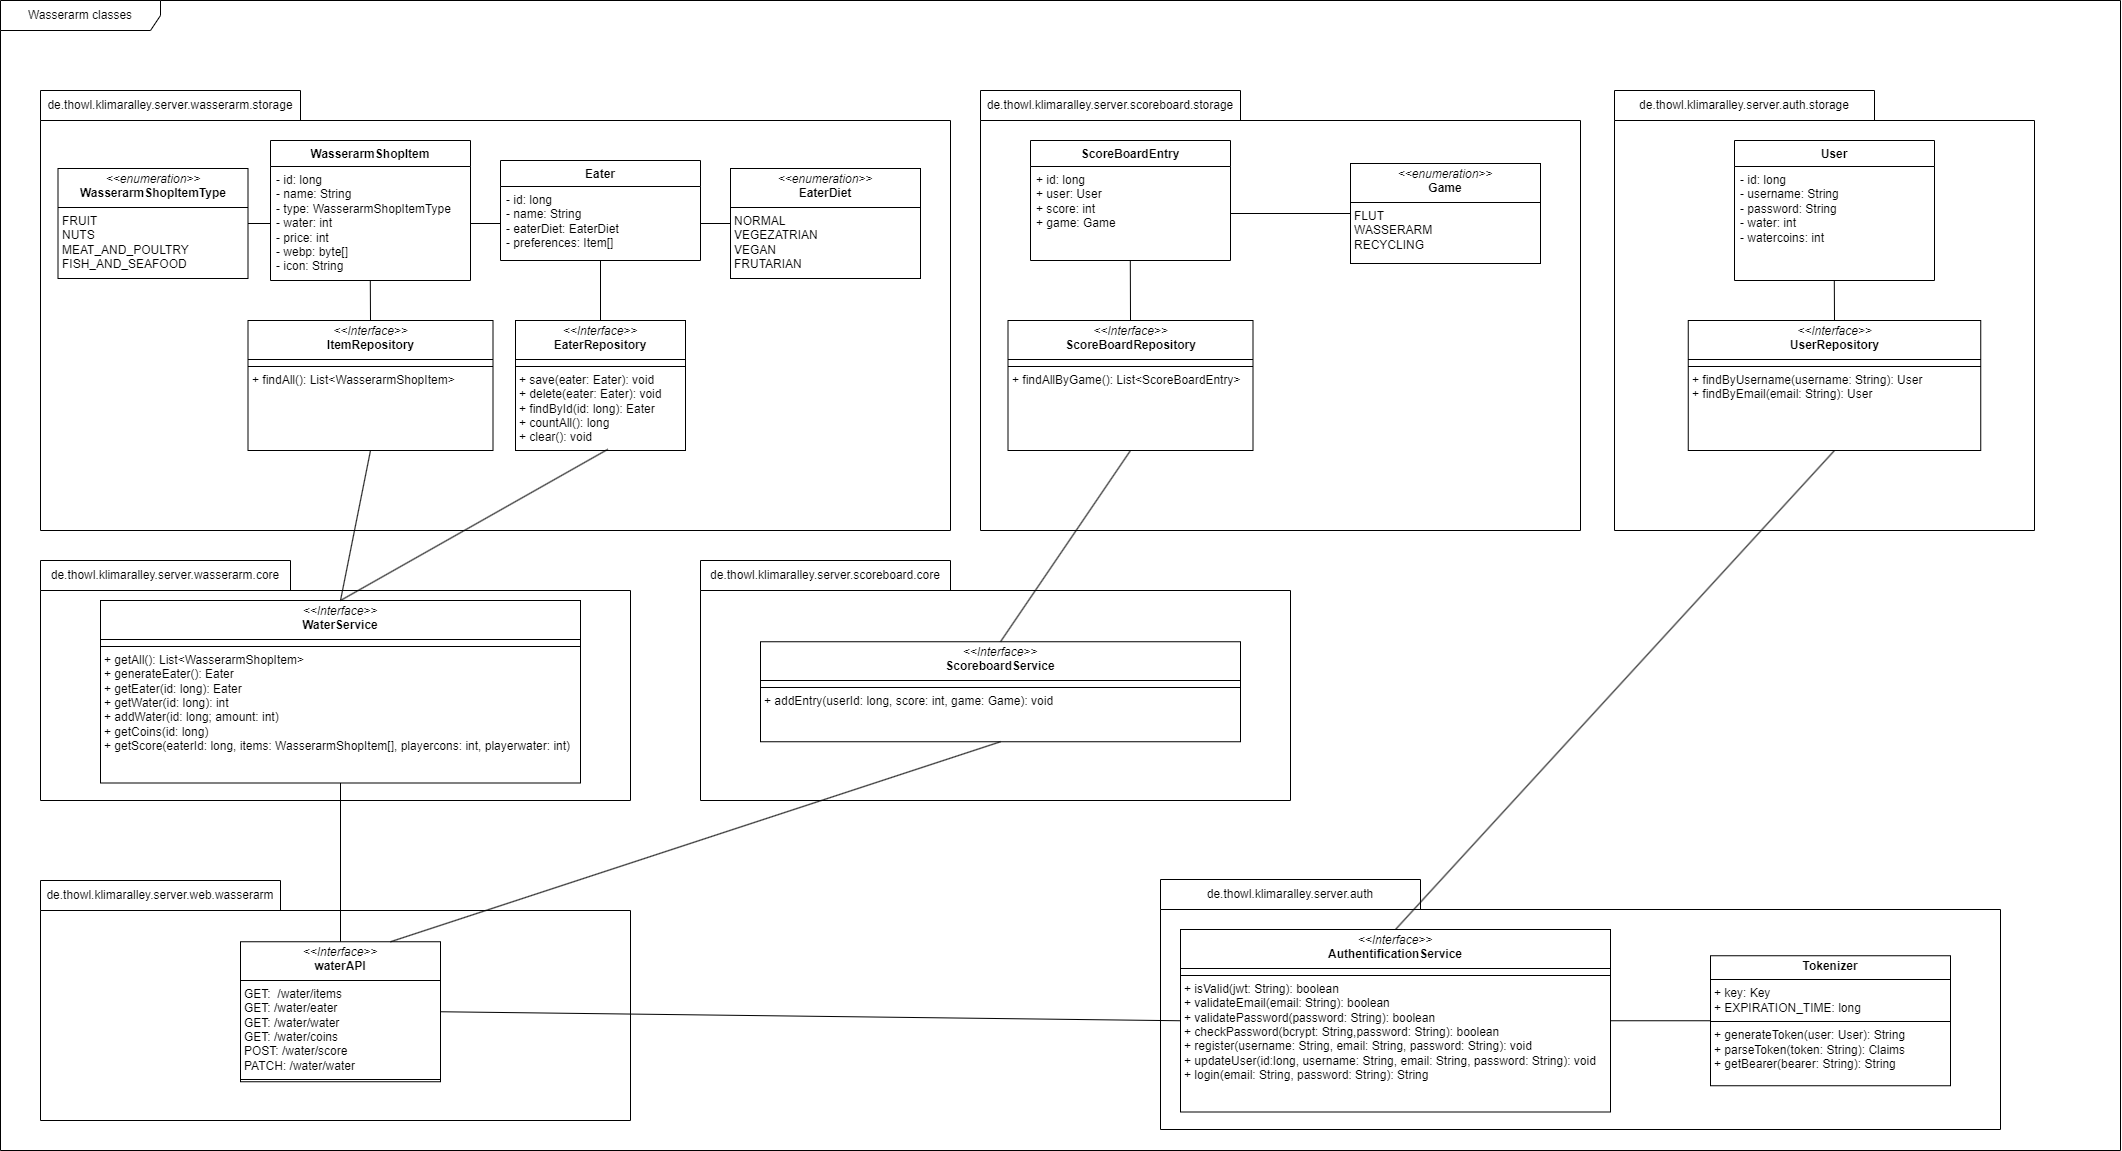 Wasserarm classes
de.thowl.klimaralley.server.wasserarm.storage
<<enumeration>>
WasserarmShopItemType
FRUIT
NUTS
MEAT_AND_POULTRY
FISH_AND_SEAFOOD
WasserarmShopItem
- id: long
- name: String
- type: WasserarmShopItemType
- water: int
- price: int
- webp: byte[]
- icon: String
Eater
- id: long
- name: String
- eaterDiet: EaterDiet
- preferences: Item[]
<<enumeration>>
EaterDiet
NORMAL
VEGEZATRIAN
VEGAN
FRUTARIAN
<<Interface>>
ItemRepository
+ findAll(): List<WasserarmShopItem>
<<Interface>>
EaterRepository
+ save(eater: Eater): void
+ delete(eater: Eater): void
+ findById(id: long): Eater
+ countAll(): long
+ clear(): void
de.thowl.klimaralley.server.scoreboard.storage
ScoreBoardEntry
+ id: long
+ user: User
+ score: int
+ game: Game
<<enumeration>>
Game
FLUT
WASSERARM
RECYCLING
<<Interface>>
ScoreBoardRepository
+ findAllByGame(): List<ScoreBoardEntry>
de.thowl.klimaralley.server.auth.storage
User
- id: long
- username: String
- password: String
- water: int
- watercoins: int
<<Interface>>
UserRepository
+ findByUsername(username: String): User
+ findByEmail(email: String): User
de.thowl.klimaralley.server.wasserarm.core
<<Interface>>
WaterService
+ getAll(): List<WasserarmShopItem>
+ generateEater(): Eater
+ getEater(id: long): Eater
+ getWater(id: long): int
+ addWater(id: long; amount: int)
+ getCoins(id: long)
+ getScore(eaterId: long, items: WasserarmShopItem[], playercons: int, playerwater: int)
de.thowl.klimaralley.server.scoreboard.core
<<Interface>>
ScoreboardService
+ addEntry(userId: long, score: int, game: Game): void
de.thowl.klimaralley.server.web.wasserarm
<<Interface>>
waterAPI
GET:  /water/items
GET: /water/eater
GET: /water/water
GET: /water/coins
POST: /water/score
PATCH: /water/water
de.thowl.klimaralley.server.auth
<<Interface>>
AuthentificationService
+ isValid(jwt: String): boolean
+ validateEmail(email: String): boolean
+ validatePassword(password: String): boolean
+ checkPassword(bcrypt: String,password: String): boolean
+ register(username: String, email: String, password: String): void
+ updateUser(id:long, username: String, email: String, password: String): void
+ login(email: String, password: String): String
Tokenizer
+ key: Key
+ EXPIRATION_TIME: long
+ generateToken(user: User): String
+ parseToken(token: String): Claims
+ getBearer(bearer: String): String